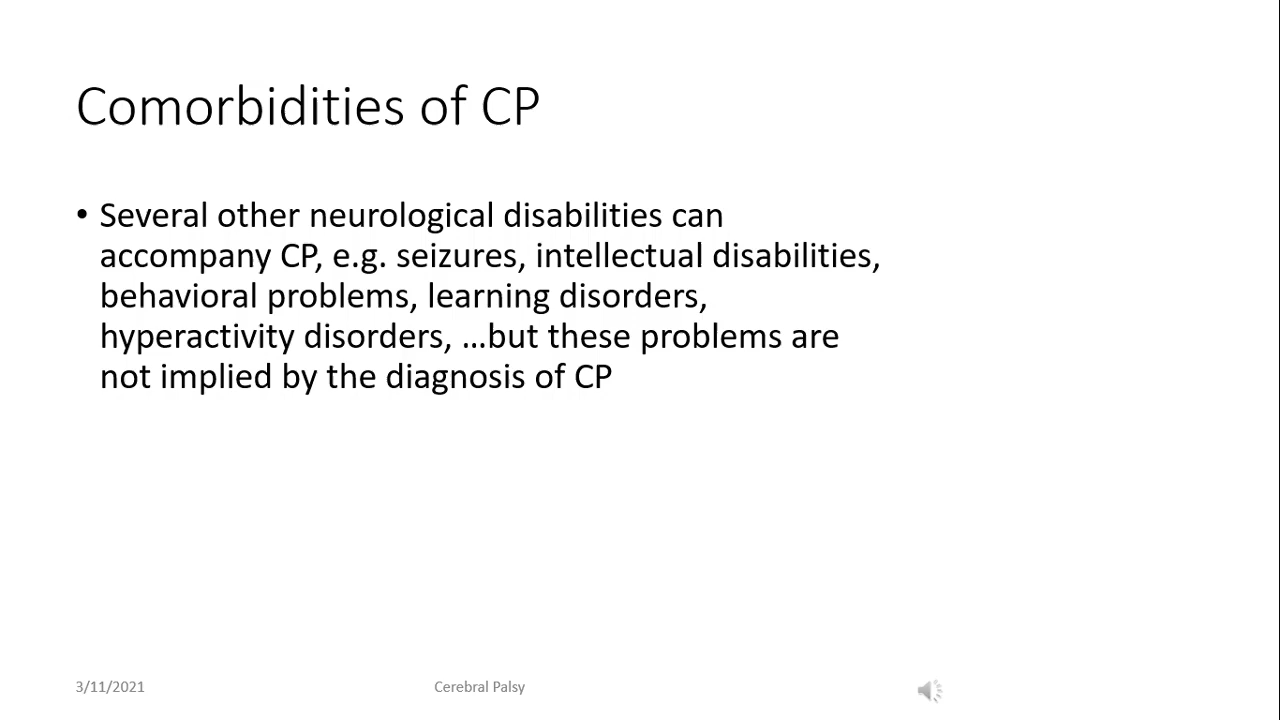 Comorbidities of CP
• Several other neurological disabilities can
accompany CP, e.g. seizures, intellectual disabilities,
behavioral problems, learning disorders,
hyperactivity disorders, …but these problems are
not implied by the diagnosis of CP
3/11/2021
Cerebral Palsy